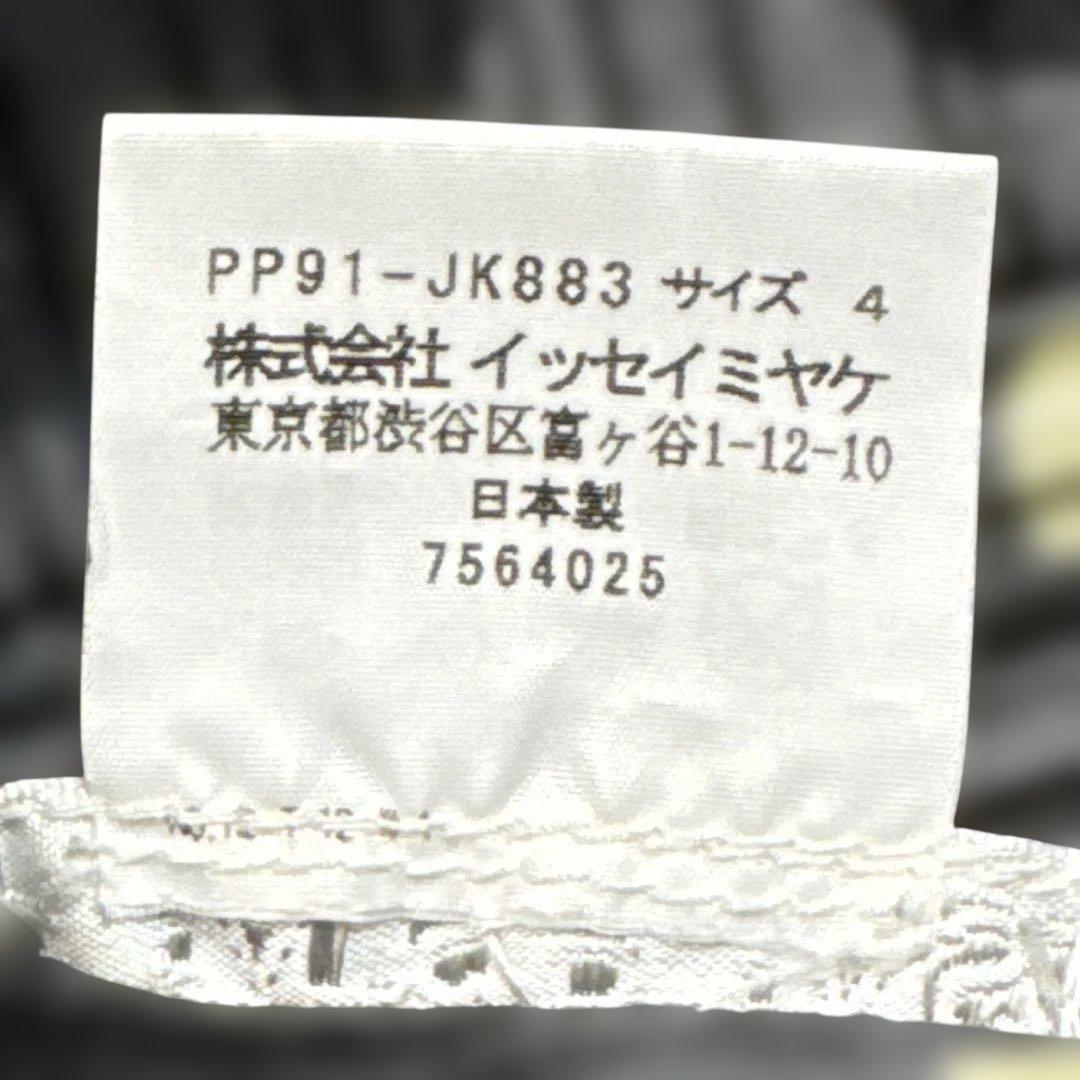 PP91-JK883 サイズ 4
株式会社 イッセイミヤケ
東京都渋谷区富ヶ谷1-12-10
日本製
7564025